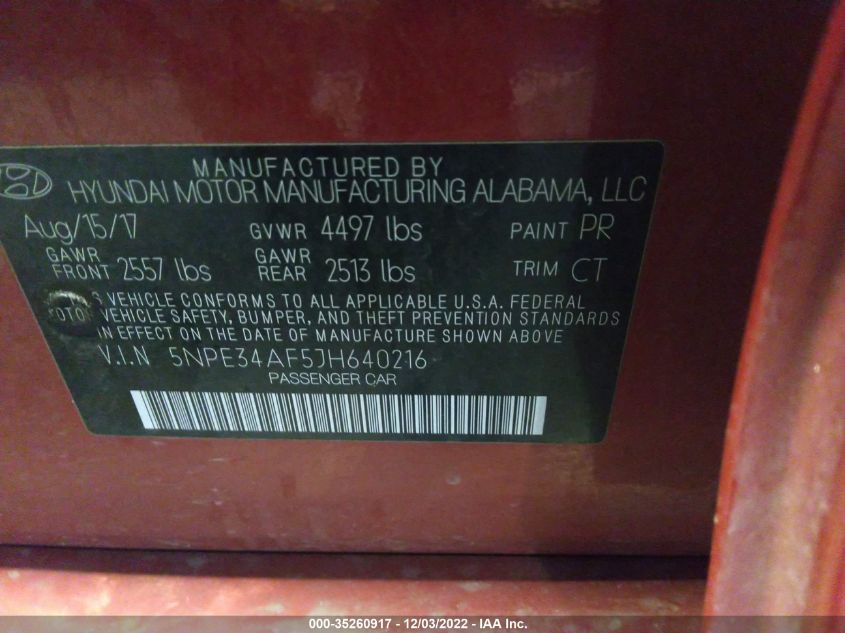 MANUFACTURED BY
HYUNDAI MOTOR MANUFACTURING ALABAMA, LLC
Aug/15/17 GVWR 4497 lbs PAINT PR
GAWR FRONT 2557 lbs GAWR REAR 2513 lbs TRIM CT
VEHICLE CONFORMS TO ALL APPLICABLE U.S.A. FEDERAL
VEHICLE SAFETY, BUMPER, AND THEFT PREVENTION STANDARDS
IN EFFECT ON THE DATE OF MANUFACTURE SHOWN ABOVE
V.I.N 5NPE34AF5JH640216
PASSENGER CAR
000-35260917 - 12/03/2022 - IAA Inc.